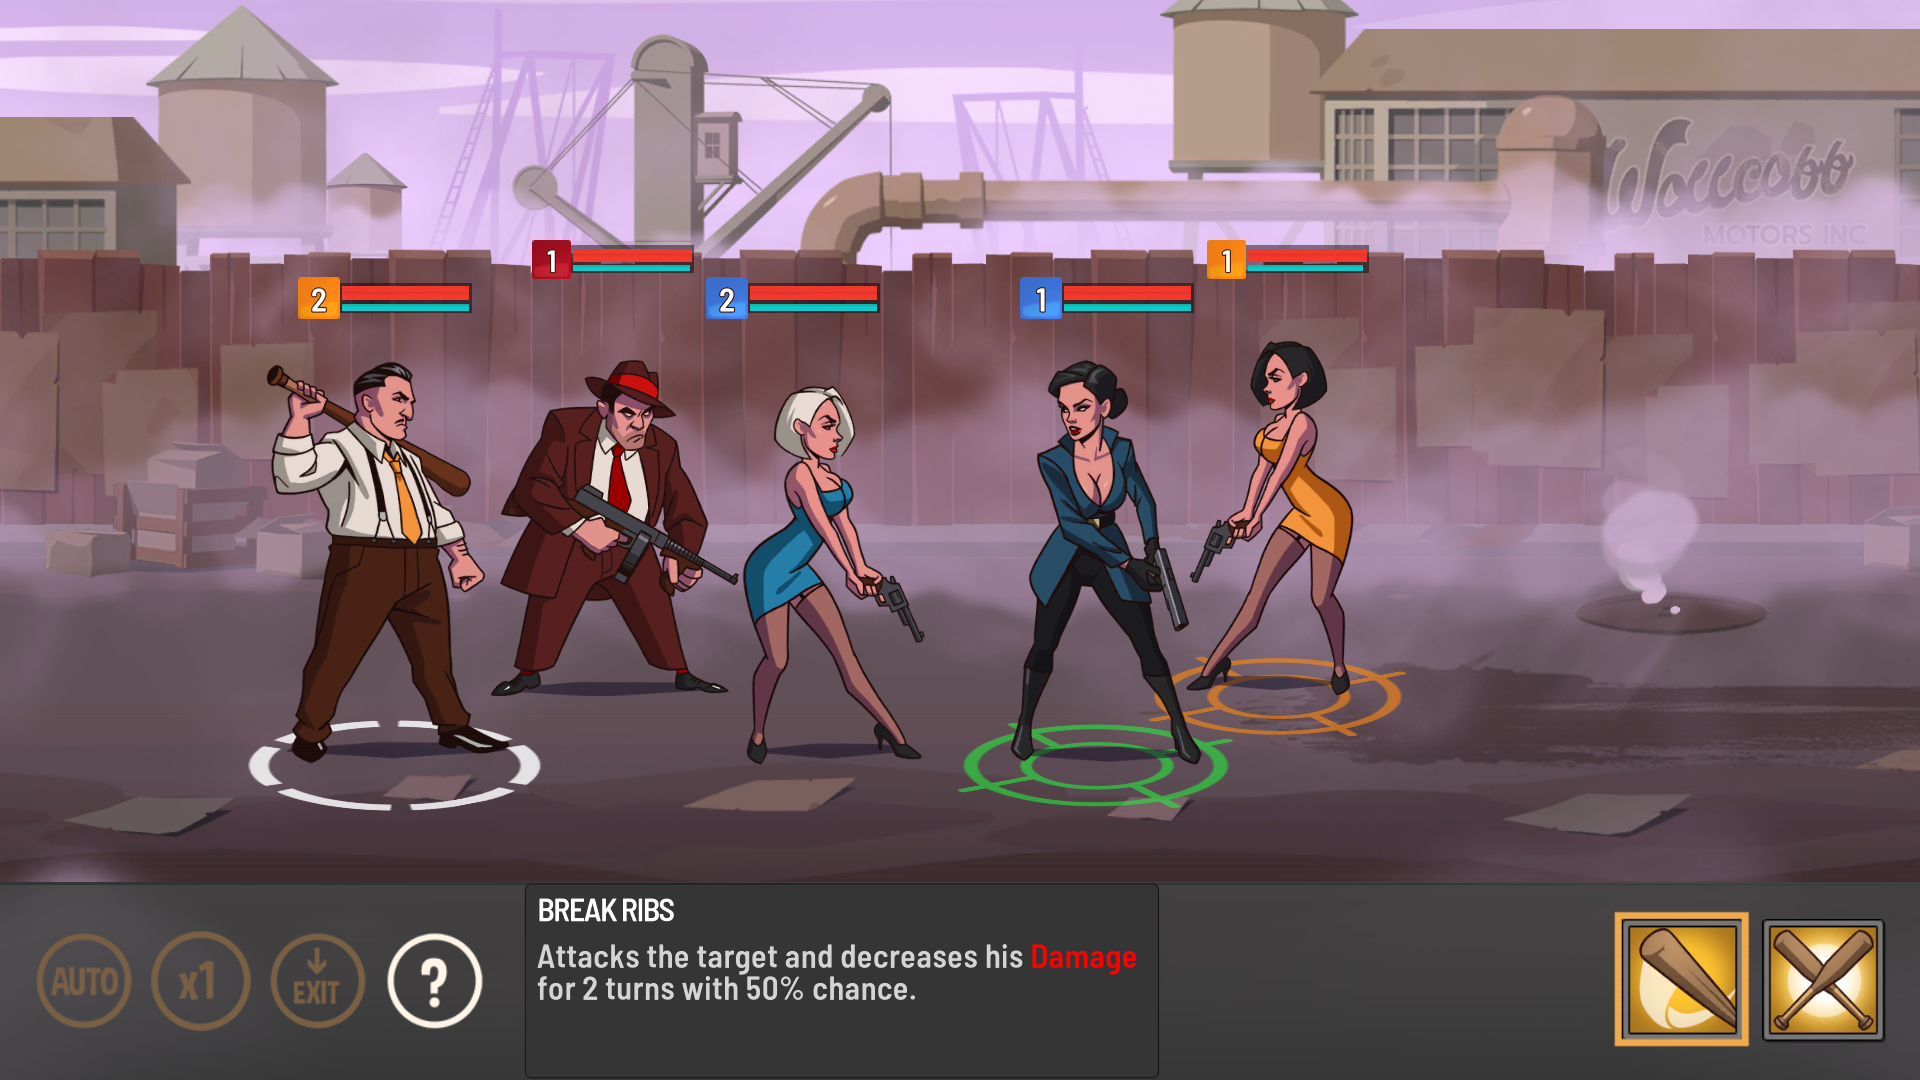 MOTORS INC.
1
1
2
2
1
BREAK RIBS
Attacks the target and decreases his Damage
for 2 turns with 50% chance.
AUTO
x1
EXIT
?